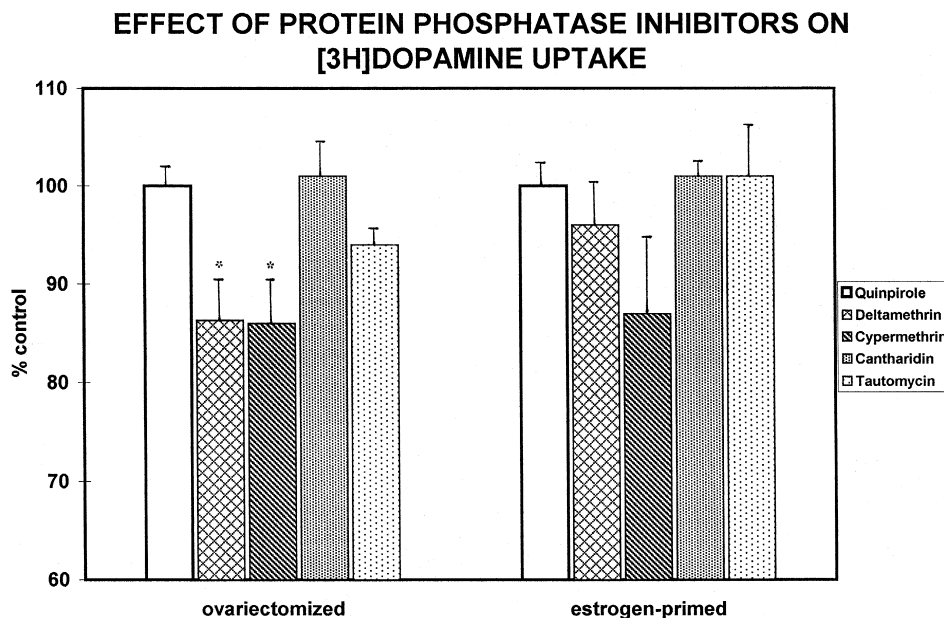 EFFECT OF PROTEIN PHOSPHATASE INHIBITORS ON
[3H]DOPAMINE UPTAKE
110
100
90
80
70
60
% control
*
*
ovariectomized
estrogen-primed
Quinpirole
Deltamethrin
Cypermethrin
Cantharidin
Tautomycin